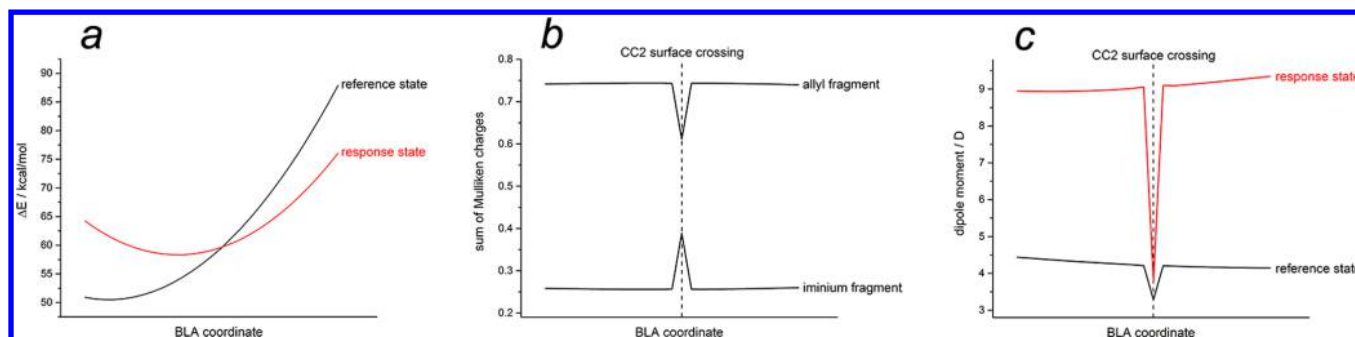 a
90
85
80
75
70
65
60
55
50
ΔE / kcal/mol
reference state
response state
BLA coordinate
b
CC2 surface crossing
0.8
0.7
0.6
0.5
0.4
0.3
0.2
sum of Mulliken charges
allyl fragment
iminium fragment
BLA coordinate
c
CC2 surface crossing
9
8
7
6
5
4
3
dipole moment / D
response state
reference state
BLA coordinate